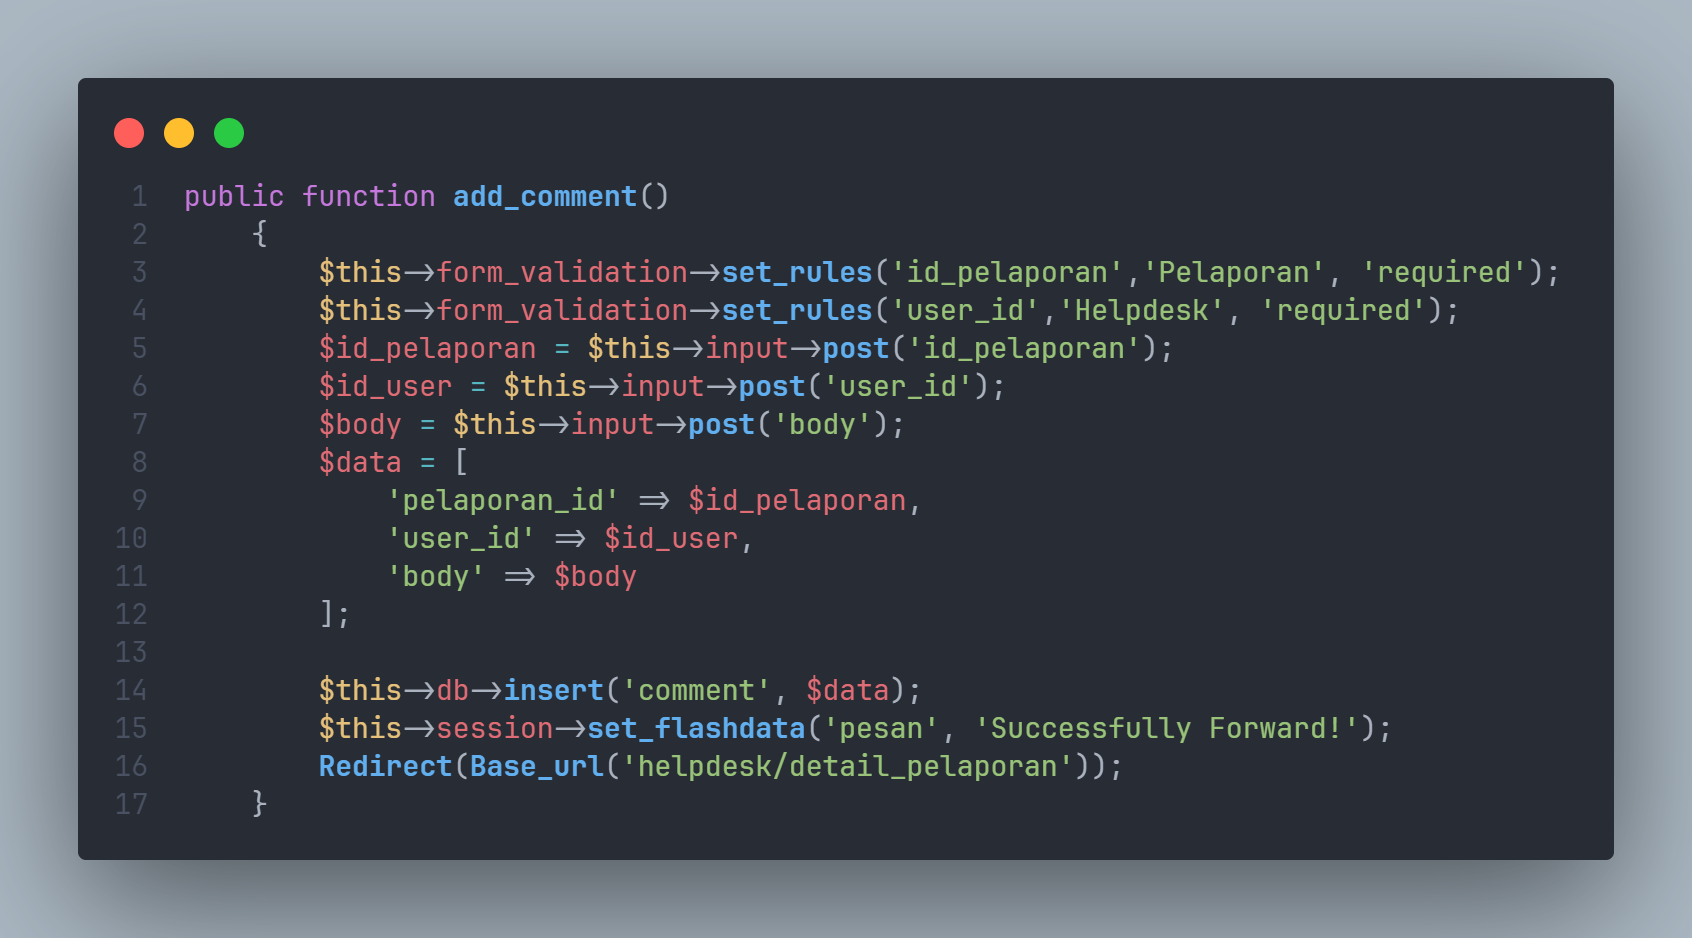 1 public function add_comment()
2 {
3 $this->form_validation->set_rules('id_pelaporan','Pelaporan', 'required');
4 $this->form_validation->set_rules('user_id','Helpdesk', 'required');
5 $id_pelaporan = $this->input->post('id_pelaporan');
6 $id_user = $this->input->post('user_id');
7 $body = $this->input->post('body');
8 $data = [
9 'pelaporan_id' => $id_pelaporan,
10 'user_id' => $id_user,
11 'body' => $body
12 ];
13
14 $this->db->insert('comment', $data);
15 $this->session->set_flashdata('pesan', 'Successfully Forward!');
16 Redirect(Base_url('helpdesk/detail_pelaporan'));
17 }